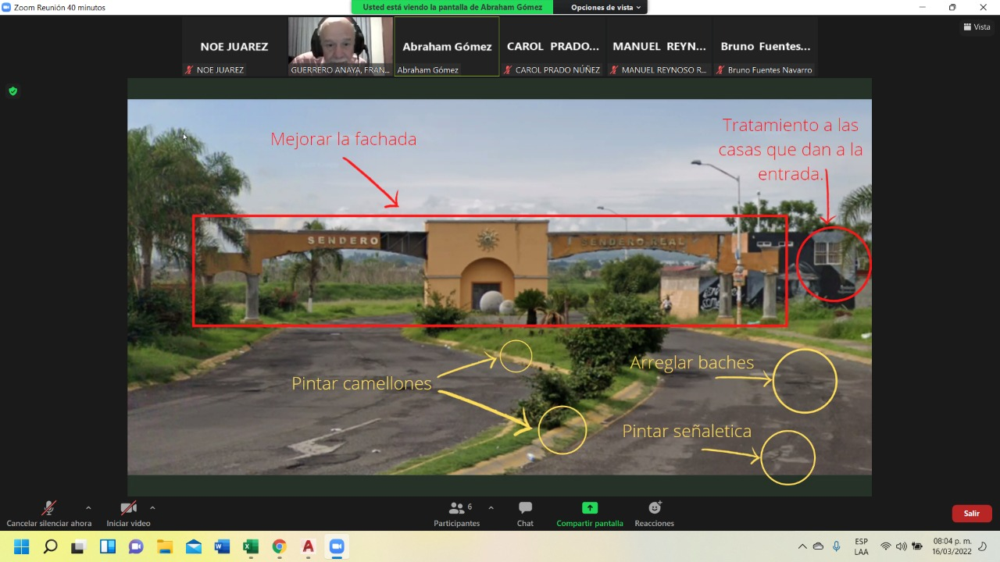 Zoom Reunión 40 minutos
Usted está viendo la pantalla de Abraham Gómez
Opciones de vista
Vista
NOE JUAREZ
Abraham Gómez
CAROL PRADO...
MANUEL REYN...
Bruno Fuentes...
NOE JUAREZ
GUERRERO ANAYA, FRAN...
Abraham Gómez
CAROL PRADO NÚÑEZ
MANUEL REYNOSO R...
Bruno Fuentes Navarro
Mejorar la fachada
Tratamiento a las
casas que dan a la
entrada.
SENDERO
SENDERO REAL
Pintar camellones
Arreglar baches
Pintar señaletica
Cancelar silenciar ahora
Iniciar video
6
Participantes
Chat
Compartir pantalla
Reacciones
Salir
ESP
LAA
08:04 p. m.
16/03/2022